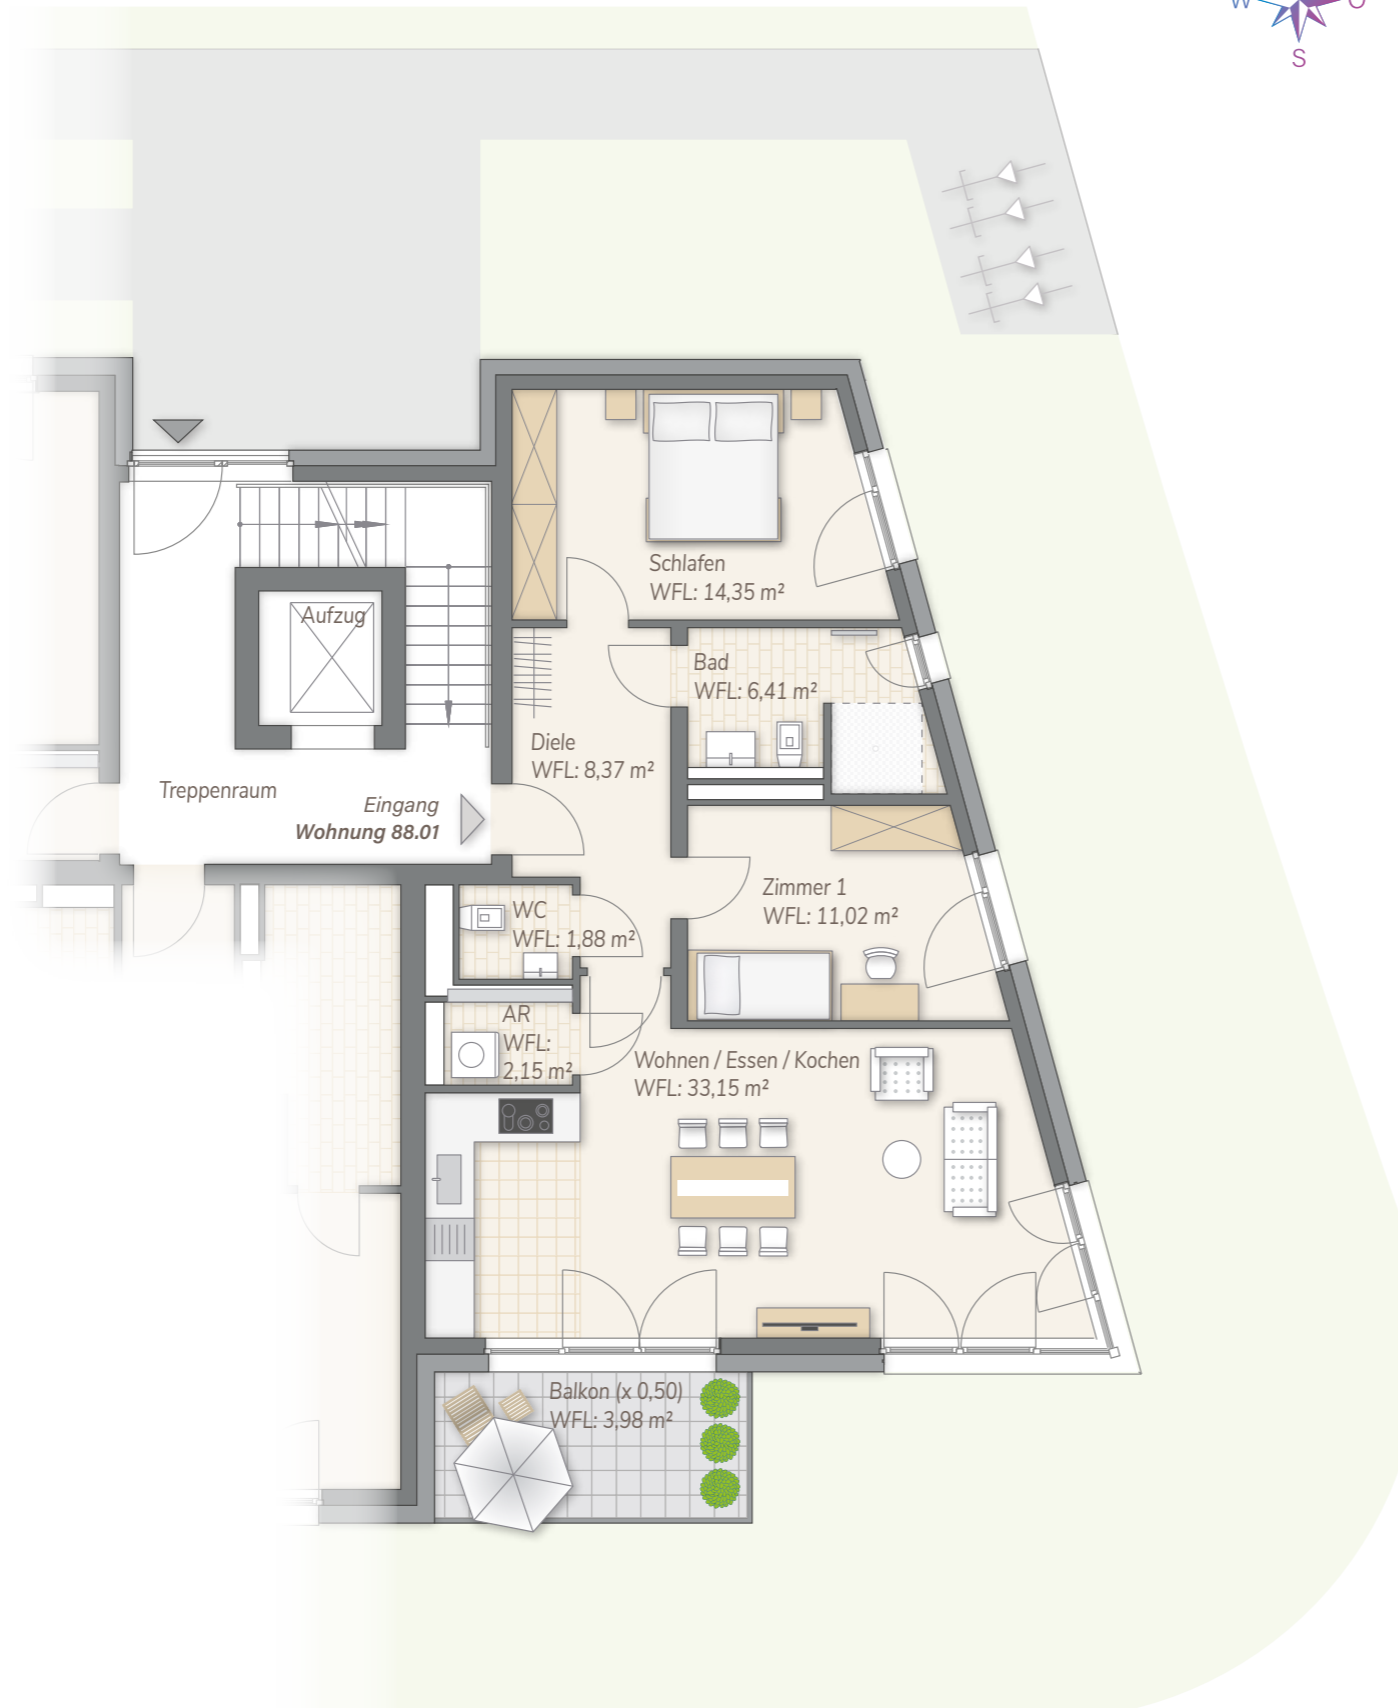 W
O
S
Schlafen
WFL: 14,35 m²
Aufzug
Bad
WFL: 6,41 m²
Diele
WFL: 8,37 m²
Treppenraum
Eingang
Wohnung 88.01
Zimmer 1
WFL: 11,02 m²
WC
WFL: 1,88 m²
AR
WFL:
2,15 m²
Wohnen / Essen / Kochen
WFL: 33,15 m²
Balkon (x 0,50)
WFL: 3,98 m²